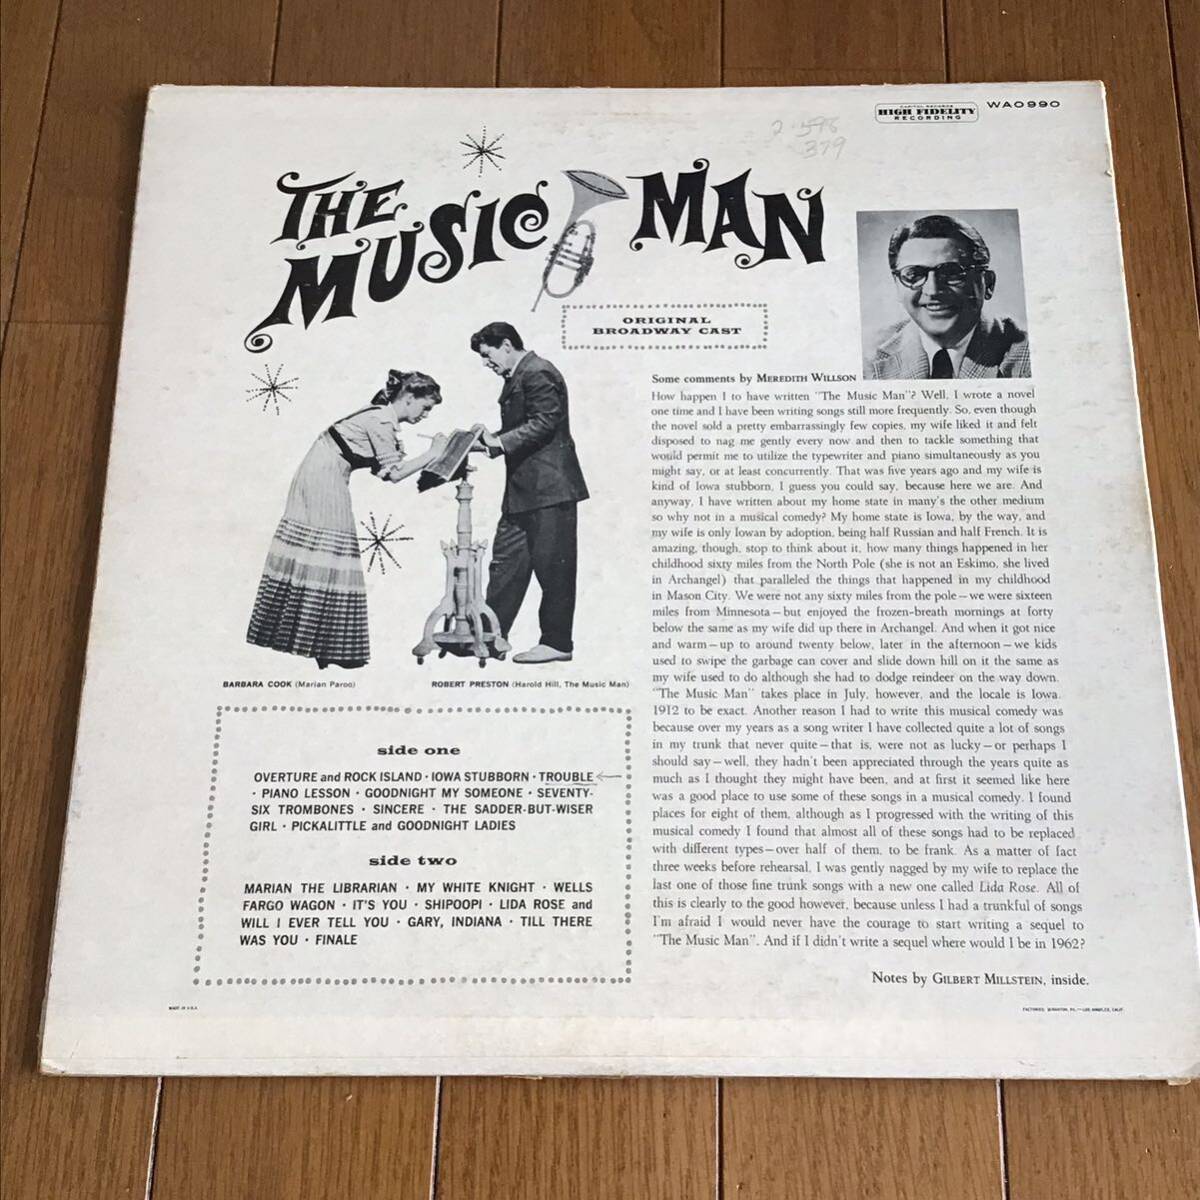 CAPITOL RECORDS
HIGH FIDELITY
RECORDING
WAO990
2.598
379
THE
MUSIC MAN
ORIGINAL
BROADWAY CAST
BARBARA COOK (Marian Paroo)
ROBERT PRESTON (Harold Hill, The Music Man)
side one
OVERTURE and ROCK ISLAND · IOWA STUBBORN · TROUBLE
· PIANO LESSON · GOODNIGHT MY SOMEONE · SEVENTY-
SIX TROMBONES · SINCERE · THE SADDER-BUT-WISER
GIRL · PICKALITTLE and GOODNIGHT LADIES
side two
MARIAN THE LIBRARIAN · MY WHITE KNIGHT · WELLS
FARGO WAGON · IT'S YOU · SHIPOOPI · LIDA ROSE and
WILL I EVER TELL YOU · GARY, INDIANA · TILL THERE
WAS YOU · FINALE
Some comments by MEREDITH WILLSON
How happen I to have written "The Music Man"? Well, I wrote a novel
one time and I have been writing songs still more frequently. So, even though
the novel sold a pretty embarrassingly few copies, my wife liked it and felt
disposed to nag me gently every now and then to tackle something that
would permit me to utilize the typewriter and piano simultaneously as you
might say, or at least concurrently. That was five years ago and my wife is
kind of Iowa stubborn, I guess you could say, because here we are. And
anyway, I have written about my home state in many's the other medium
so why not in a musical comedy? My home state is Iowa, by the way, and
my wife is only Iowan by adoption, being half Russian and half French. It is
amazing, though, stop to think about it, how many things happened in her
childhood sixty miles from the North Pole (she is not an Eskimo, she lived
in Archangel) that paralleled the things that happened in my childhood
in Mason City. We were not any sixty miles from the pole—we were sixteen
miles from Minnesota—but enjoyed the frozen-breath mornings at forty
below the same as my wife did up there in Archangel. And when it got nice
and warm—up to around twenty below, later in the afternoon—we kids
used to swipe the garbage can cover and slide down hill on it the same as
my wife used to do although she had to dodge reindeer on the way down.
"The Music Man" takes place in July, however, and the locale is Iowa.
1912 to be exact. Another reason I had to write this musical comedy was
because over my years as a song writer I have collected quite a lot of songs
in my trunk that never quite—that is, were not as lucky—or perhaps I
should say—well, they hadn't been appreciated through the years quite as
much as I thought they might have been, and at first it seemed like here
was a good place to use some of these songs in a musical comedy. I found
places for eight of them, although as I progressed with the writing of this
musical comedy I found that almost all of these songs had to be replaced
with different types—over half of them, to be frank. As a matter of fact
three weeks before rehearsal, I was gently nagged by my wife to replace the
last one of those fine trunk songs with a new one called Lida Rose. All of
this is clearly to the good however, because unless I had a trunkful of songs
I'm afraid I would never have the courage to start writing a sequel to
"The Music Man". And if I didn't write a sequel where would I be in 1962?
Notes by GILBERT MILLSTEIN, inside.
MADE IN U.S.A.
FACTORIES: SCRANTON, PA.—LOS ANGELES, CALIF.